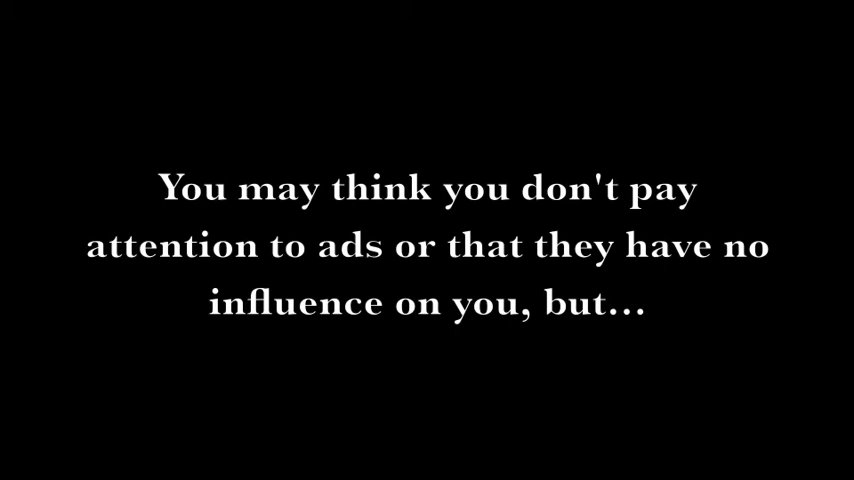 You may think you don't pay
attention to ads or that they have no
influence on you, but...